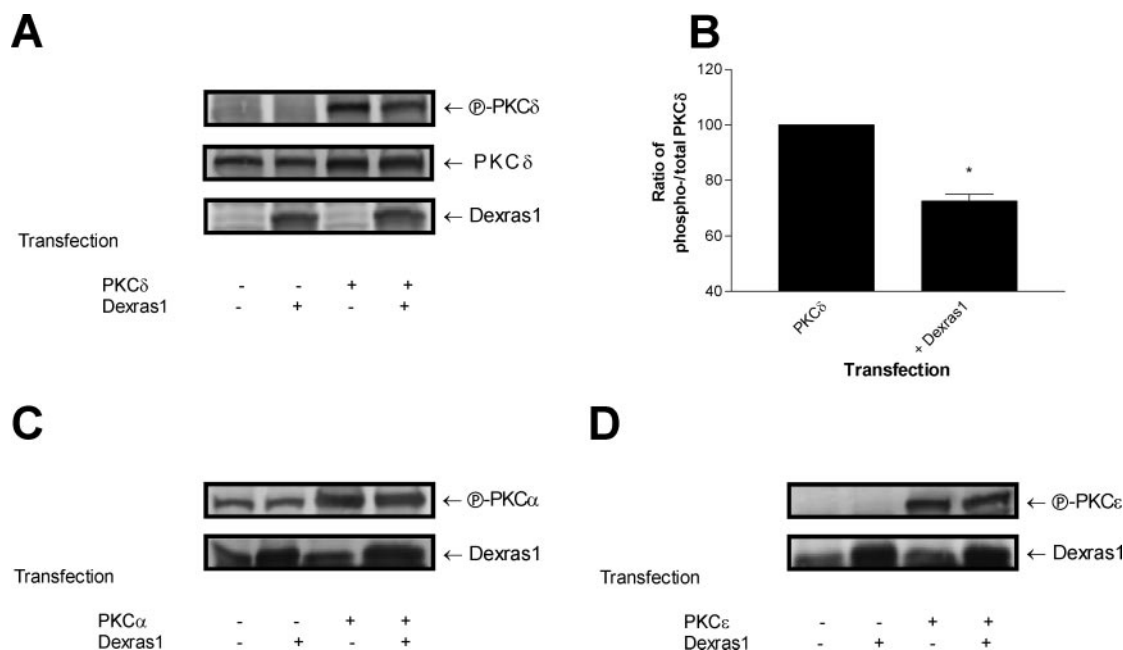 A
← Ⓟ-PKCδ
← PKCδ
← Dexras1
Transfection
PKCδ - - + +
Dexras1 - + - +
B
120
100
80
60
40
Ratio of
phospho-/total PKCδ
*
PKCδ
+ Dexras1
Transfection
C
← Ⓟ-PKCα
← Dexras1
Transfection
PKCα - - + +
Dexras1 - + - +
D
← Ⓟ-PKCε
← Dexras1
Transfection
PKCε - - + +
Dexras1 - + - +